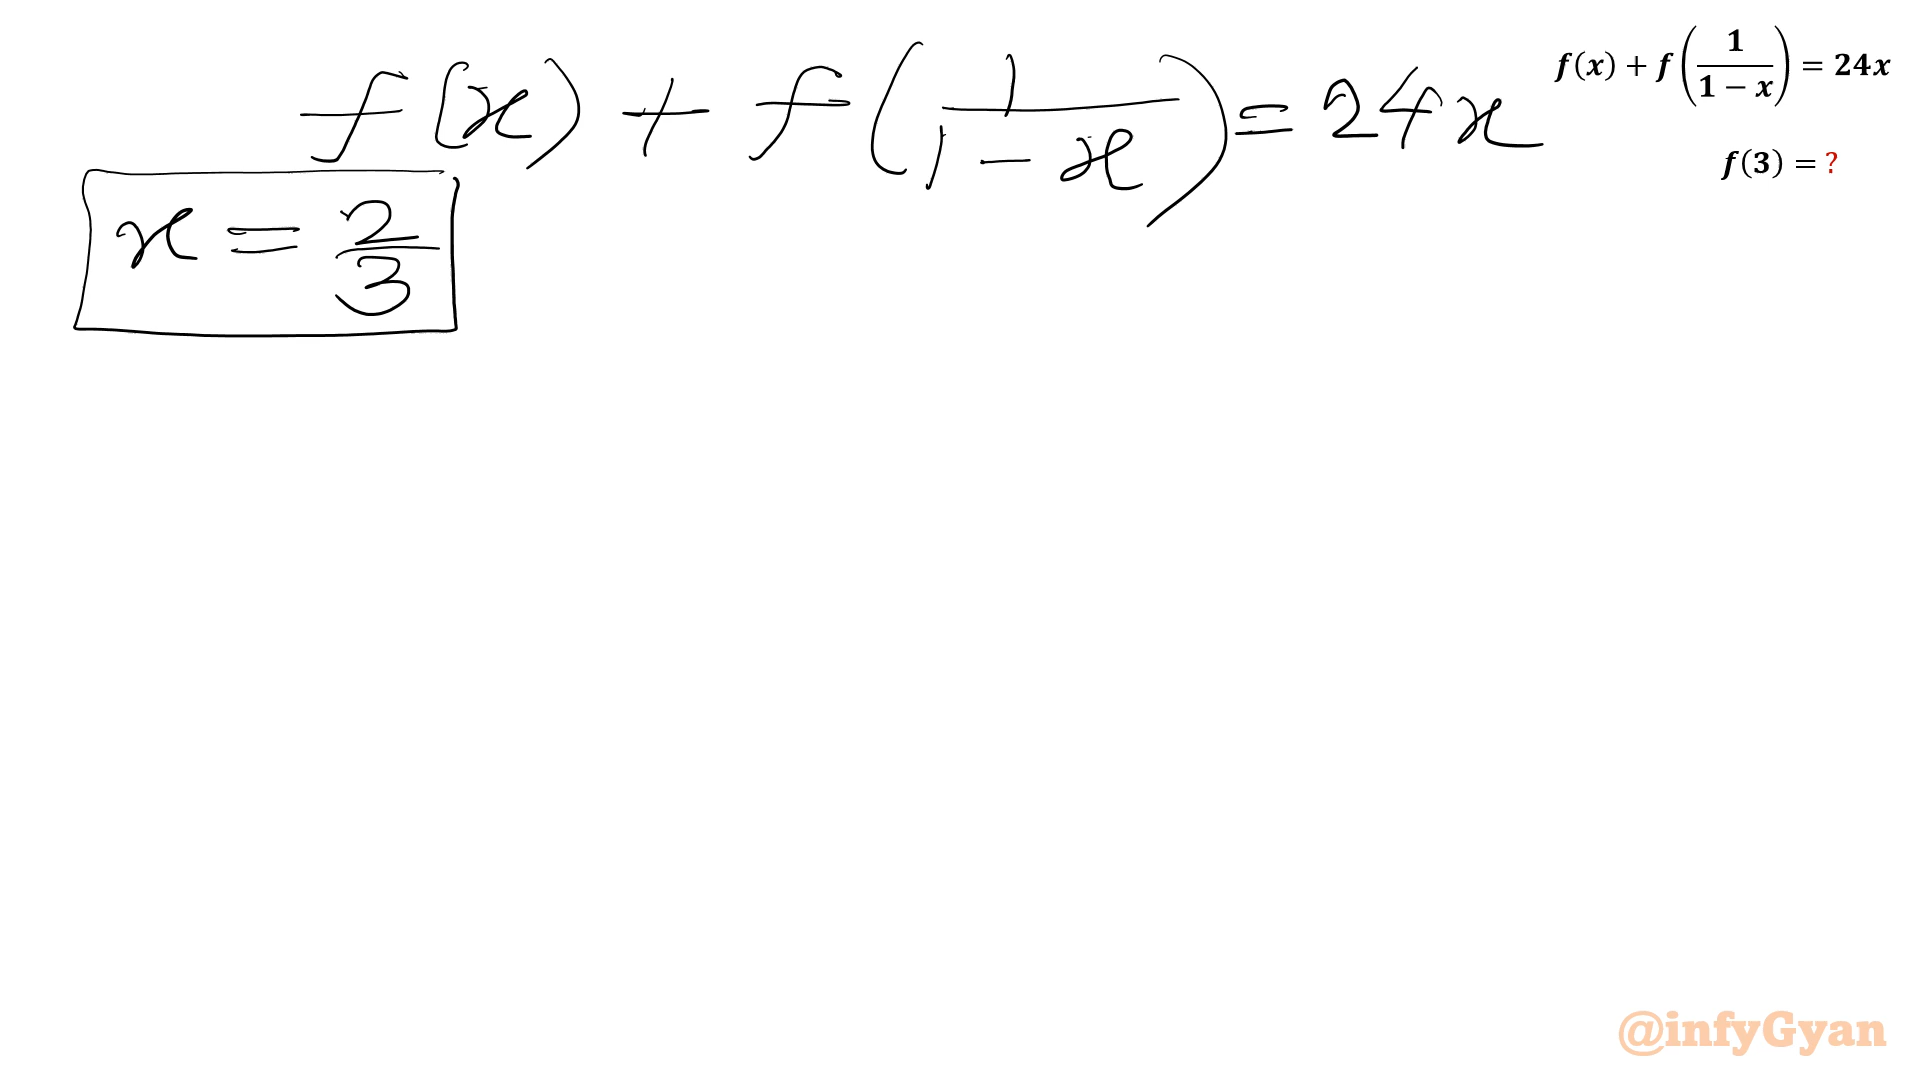 f(x) + f(1/(1-x)) = 24x
f(x) + f(1/(1 − x)) = 24x
f(3) = ?
x = 2/3
@infyGyan